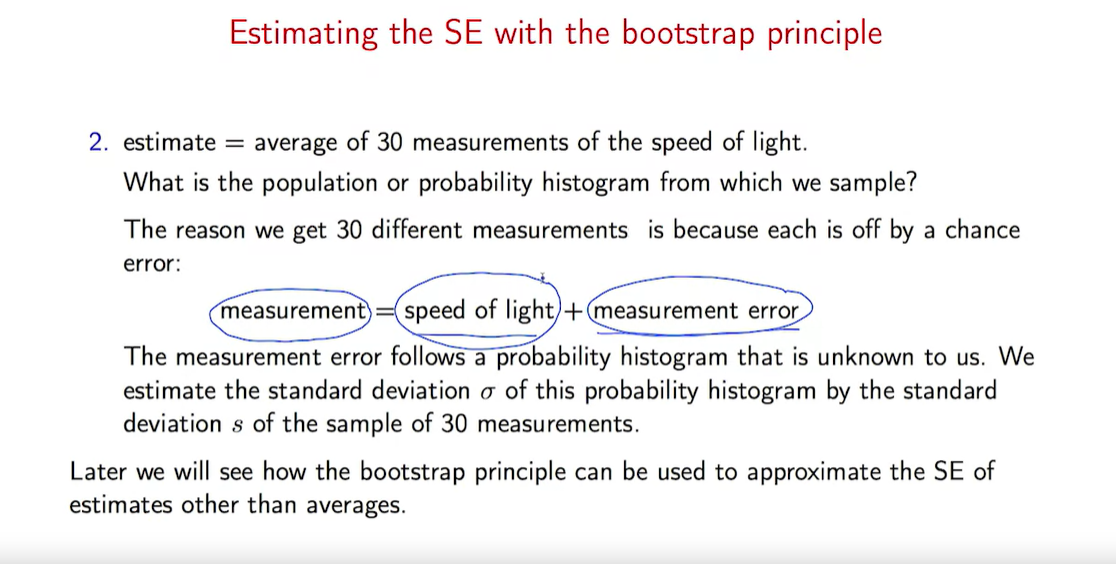 Estimating the SE with the bootstrap principle
2. estimate = average of 30 measurements of the speed of light.
What is the population or probability histogram from which we sample?
The reason we get 30 different measurements is because each is off by a chance
error:
measurement = speed of light + measurement error
The measurement error follows a probability histogram that is unknown to us. We
estimate the standard deviation σ of this probability histogram by the standard
deviation s of the sample of 30 measurements.
Later we will see how the bootstrap principle can be used to approximate the SE of
estimates other than averages.